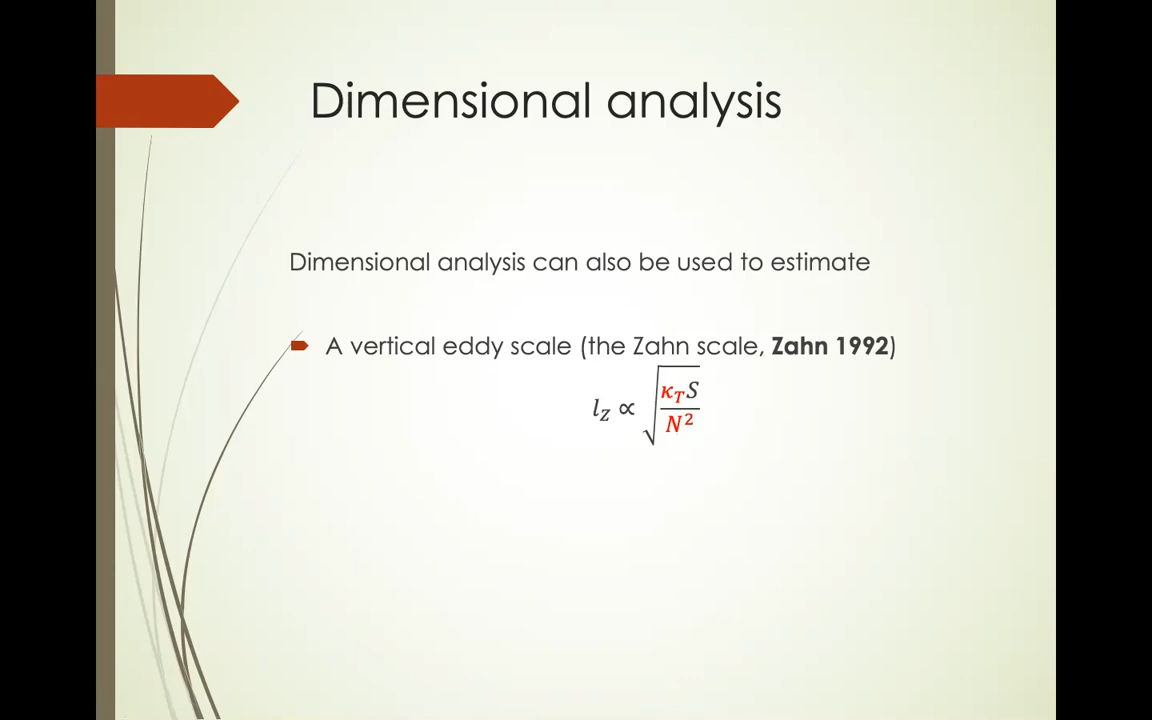 Dimensional analysis
Dimensional analysis can also be used to estimate
A vertical eddy scale (the Zahn scale, Zahn 1992)
l_Z ∝ √(κ_T S / N²)